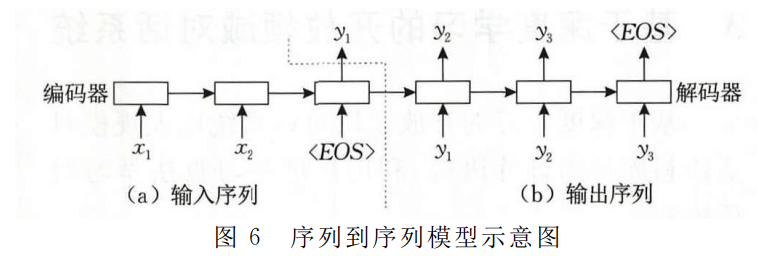 y₁ y₂ y₃ <EOS>
编码器 解码器
x₁ x₂ <EOS> y₁ y₂ y₃
(a) 输入序列 (b) 输出序列
图 6 序列到序列模型示意图